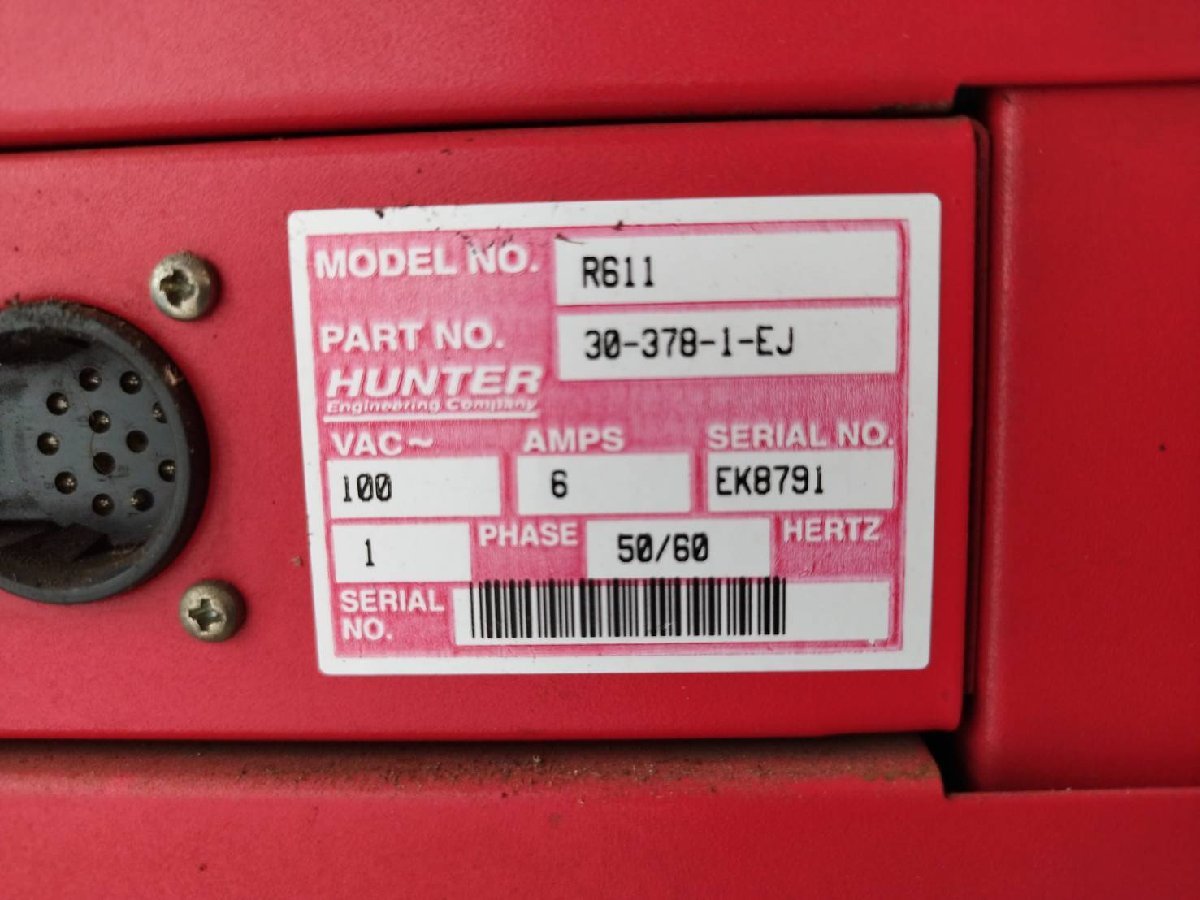 MODEL NO. R611
PART NO. 30-378-1-EJ
HUNTER
Engineering Company
VAC~ AMPS SERIAL NO.
100 6 EK8791
1 PHASE 50/60 HERTZ
SERIAL
NO.